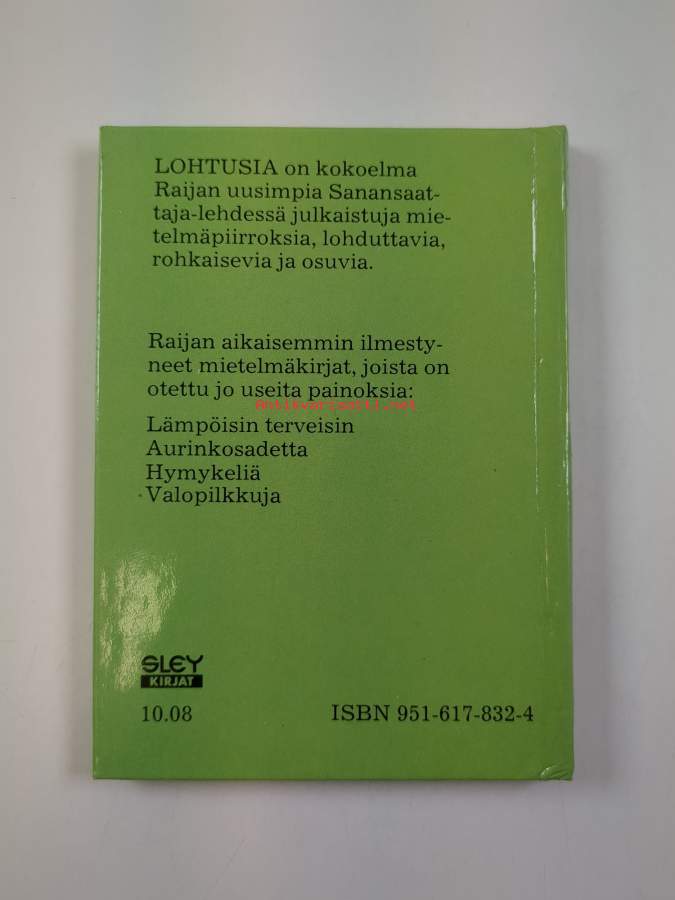 LOHTUSIA on kokoelma
Raijan uusimpia Sanansaat-
taja-lehdessä julkaistuja mie-
telmäpiirroksia, lohduttavia,
rohkaisevia ja osuvia.
Raijan aikaisemmin ilmesty-
neet mietelmäkirjat, joista on
otettu jo useita painoksia:
Antikvariaatti.net
Lämpöisin terveisin
Aurinkosadetta
Hymykeliä
Valopilkkuja
SLEY
KIRJAT
10.08 ISBN 951-617-832-4